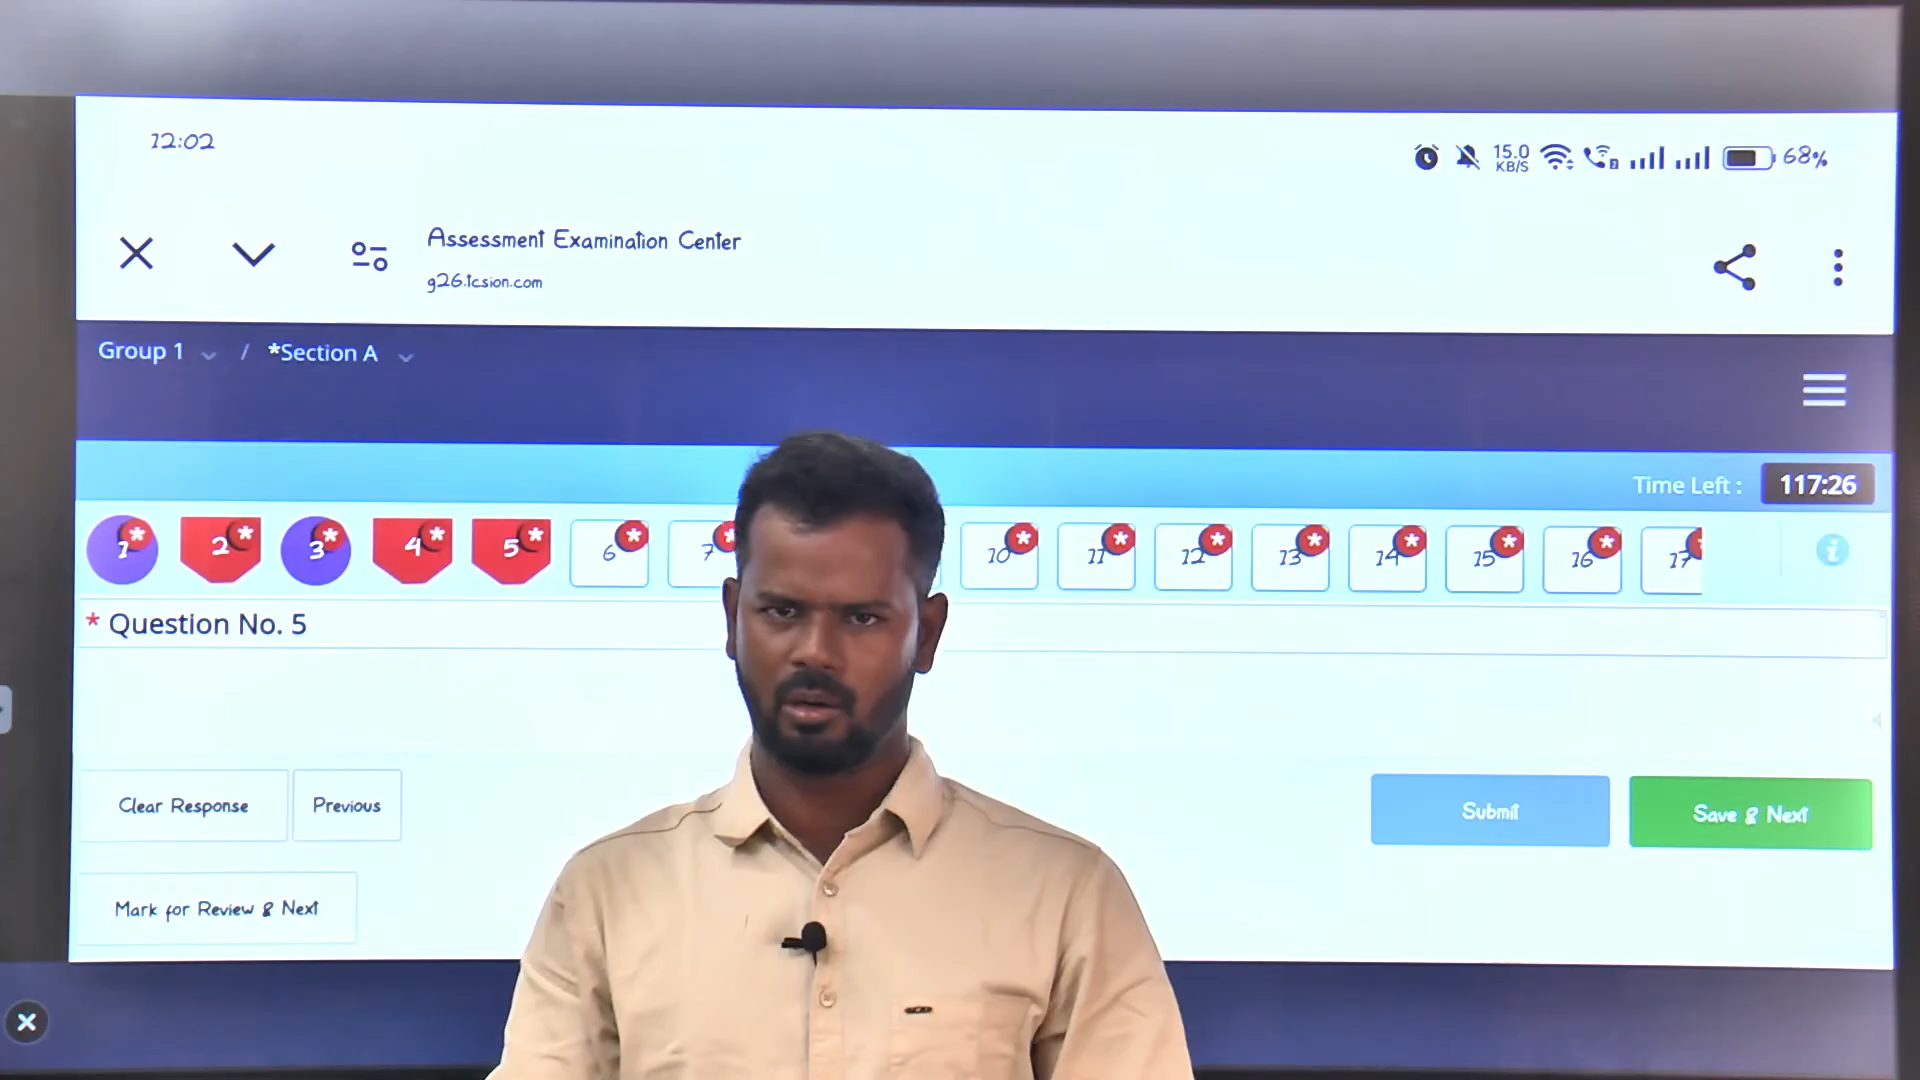 12:02
15.0 KB/S
68%
Assessment Examination Center
g26.tcsion.com
Group 1 / *Section A
Time Left : 117:26
1* 2* 3* 4* 5* 6* 7* 10* 11* 12* 13* 14* 15* 16* 17*
* Question No. 5
Clear Response Previous Submit Save & Next
Mark for Review & Next